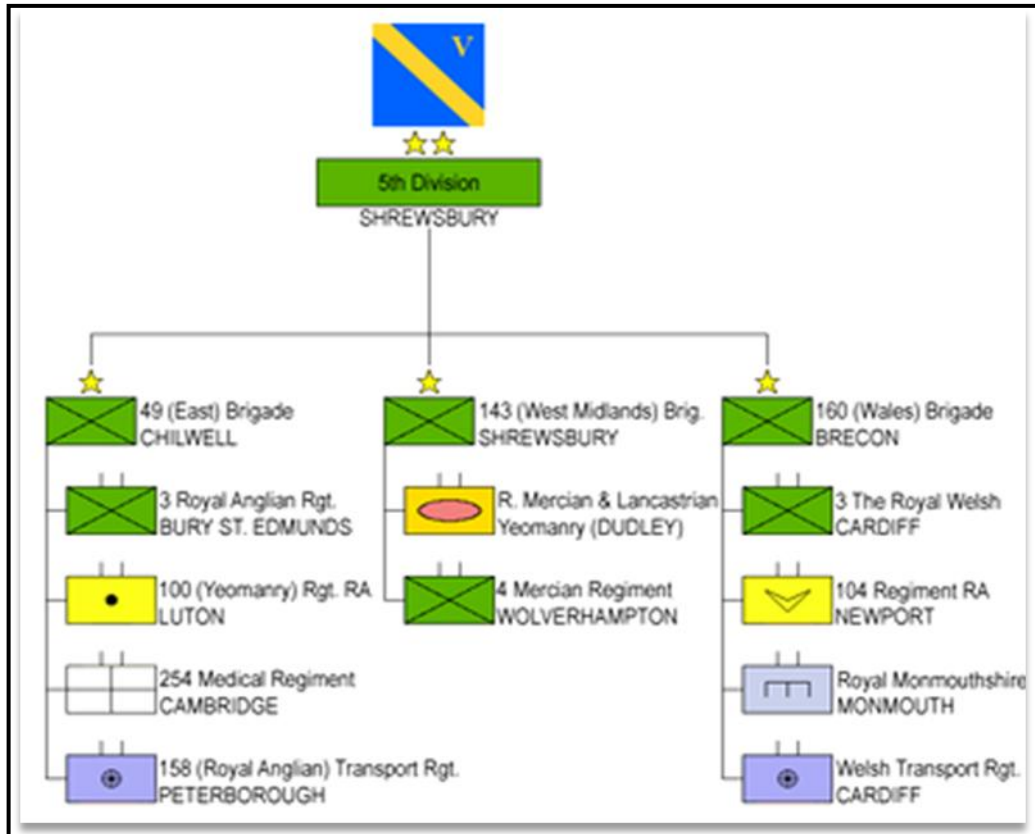 V
5th Division
SHREWSBURY
49 (East) Brigade
CHILWELL
3 Royal Anglian Rgt.
BURY ST. EDMUNDS
100 (Yeomanry) Rgt. RA
LUTON
254 Medical Regiment
CAMBRIDGE
158 (Royal Anglian) Transport Rgt.
PETERBOROUGH
143 (West Midlands) Brig.
SHREWSBURY
R. Mercian & Lancastrian
Yeomanry (DUDLEY)
4 Mercian Regiment
WOLVERHAMPTON
160 (Wales) Brigade
BRECON
3 The Royal Welsh
CARDIFF
104 Regiment RA
NEWPORT
Royal Monmouthshire
MONMOUTH
Welsh Transport Rgt.
CARDIFF